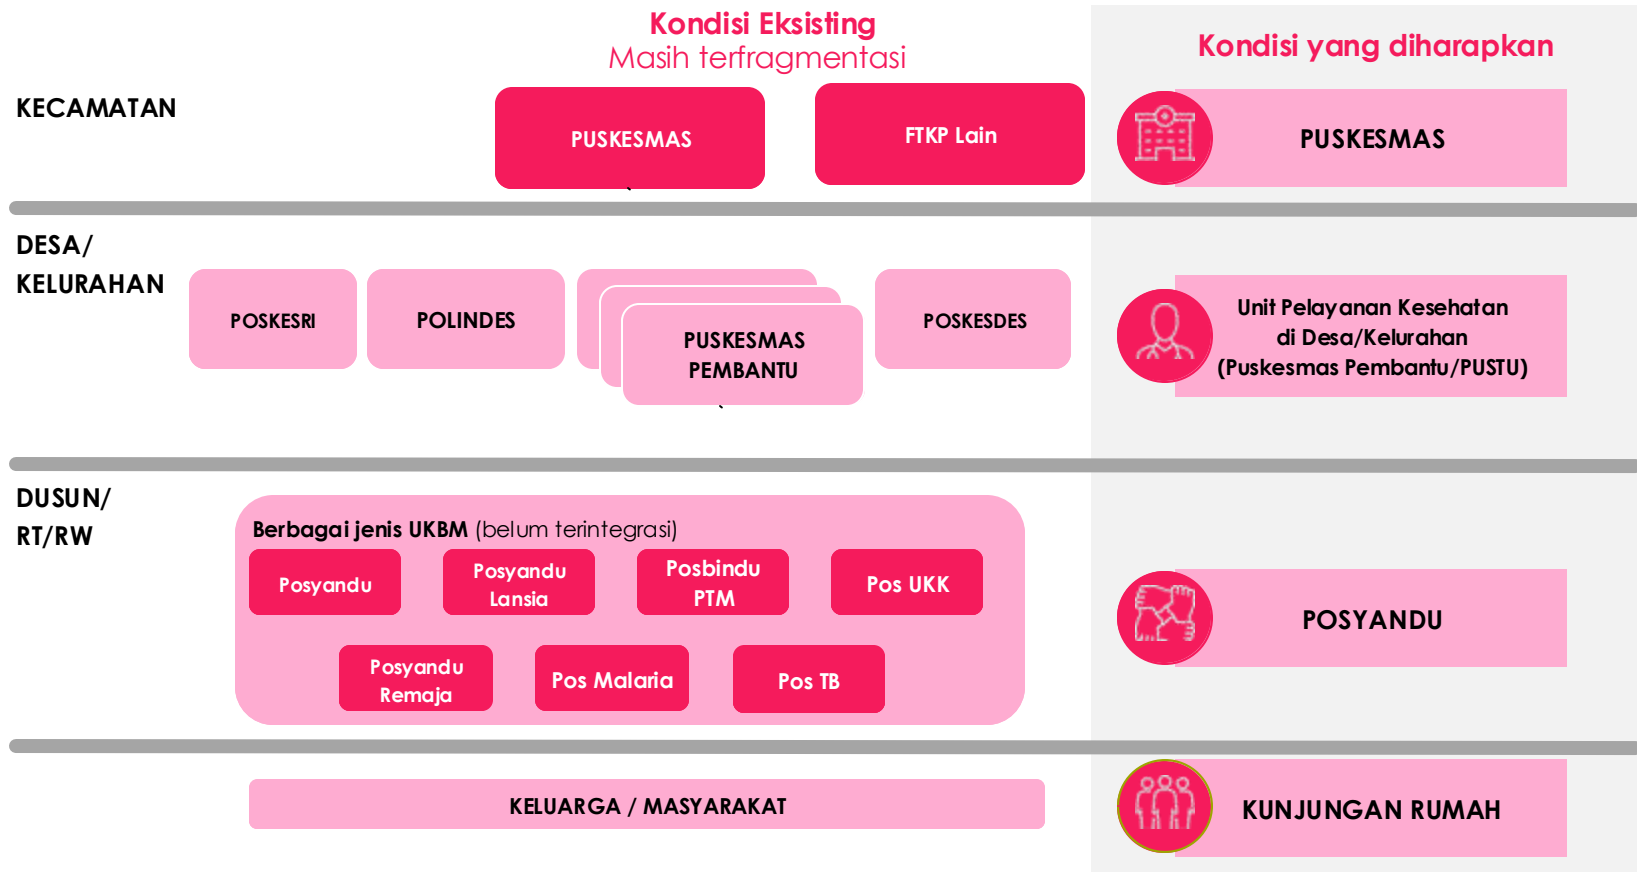 Kondisi Eksisting
Masih terfragmentasi
Kondisi yang diharapkan
KECAMATAN
PUSKESMAS
FTKP Lain
PUSKESMAS
DESA/
KELURAHAN
POSKESRI
POLINDES
PUSKESMAS
PEMBANTU
POSKESDES
Unit Pelayanan Kesehatan
di Desa/Kelurahan
(Puskesmas Pembantu/PUSTU)
DUSUN/
RT/RW
Berbagai jenis UKBM (belum terintegrasi)
Posyandu
Posyandu
Lansia
Posbindu
PTM
Pos UKK
Posyandu
Remaja
Pos Malaria
Pos TB
POSYANDU
KELUARGA / MASYARAKAT
KUNJUNGAN RUMAH